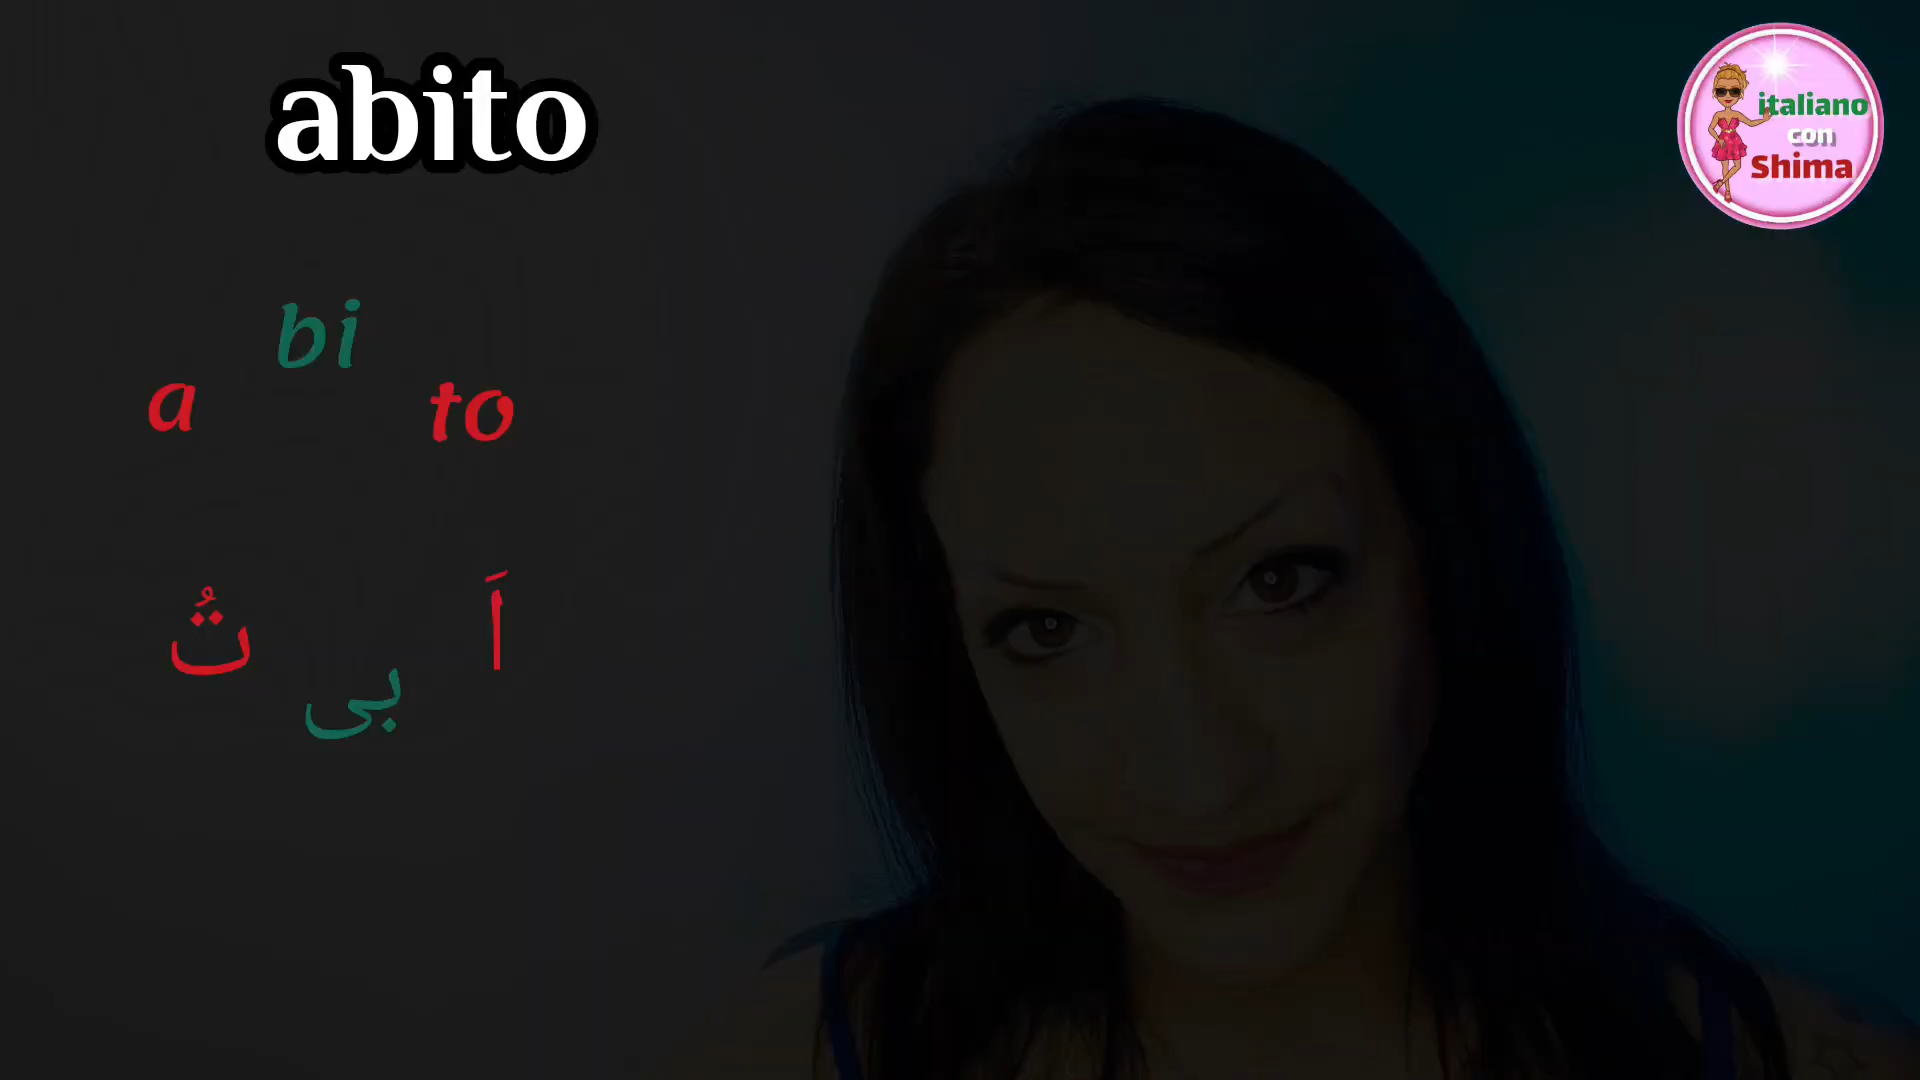 abito
italiano
con
Shima
a bi to
اَ بی تُ